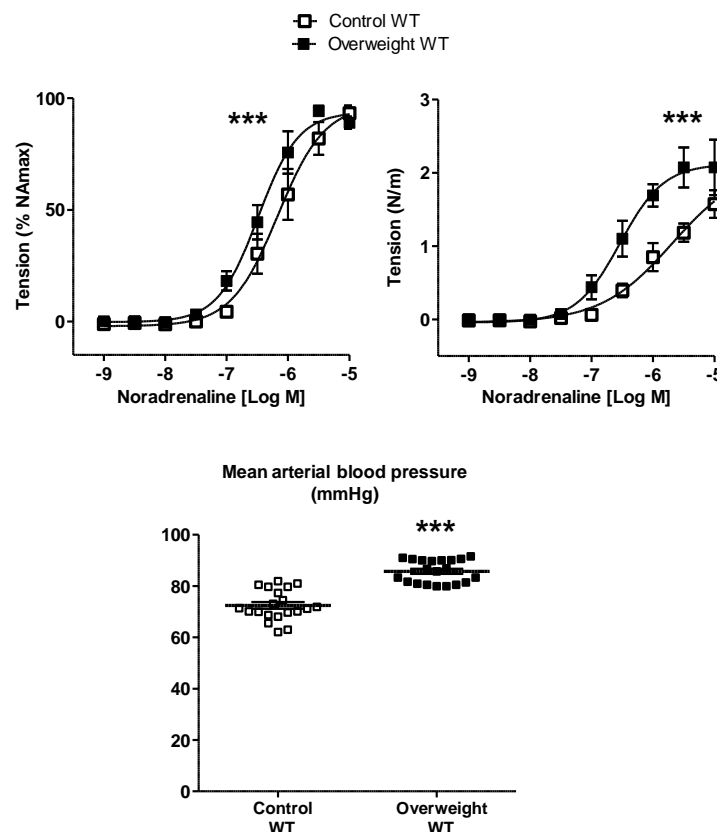 Control WT
Overweight WT
***
100
50
0
Tension (% NAmax)
-9 -8 -7 -6 -5
Noradrenaline [Log M]
***
3
2
1
0
Tension (N/m)
-9 -8 -7 -6 -5
Noradrenaline [Log M]
Mean arterial blood pressure
(mmHg)
***
100
80
60
40
20
0
Control
WT
Overweight
WT